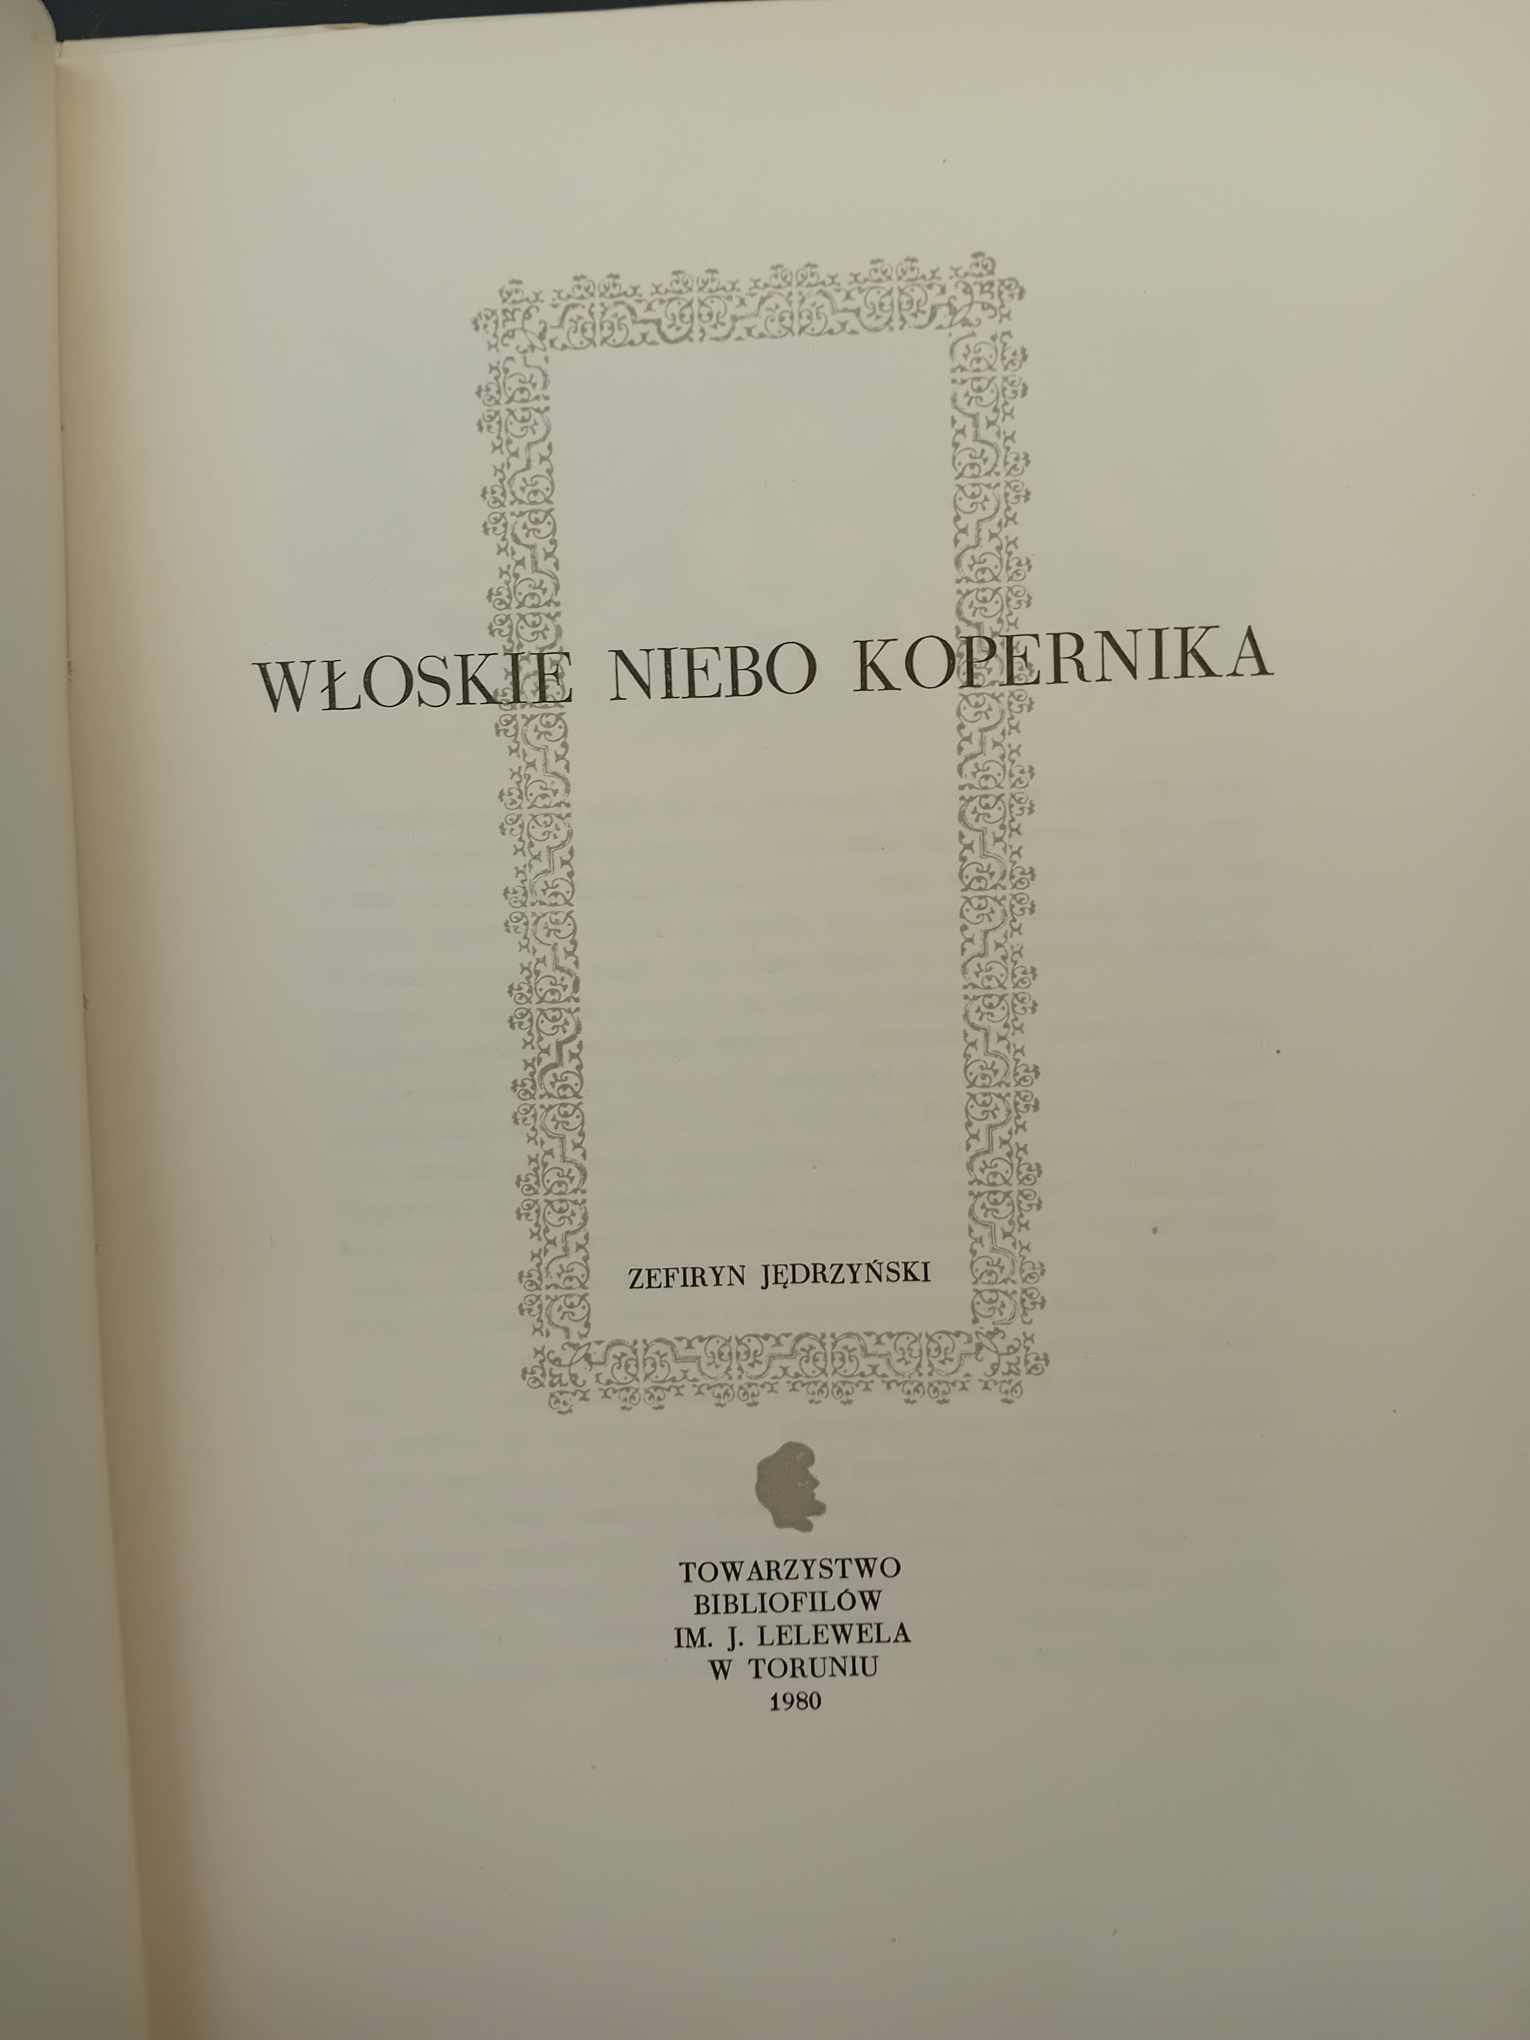 WŁOSKIE NIEBO KOPERNIKA
ZEFIRYN JĘDRZYŃSKI
TOWARZYSTWO
BIBLIOFILÓW
IM. J. LELEWELA
W TORUNIU
1980